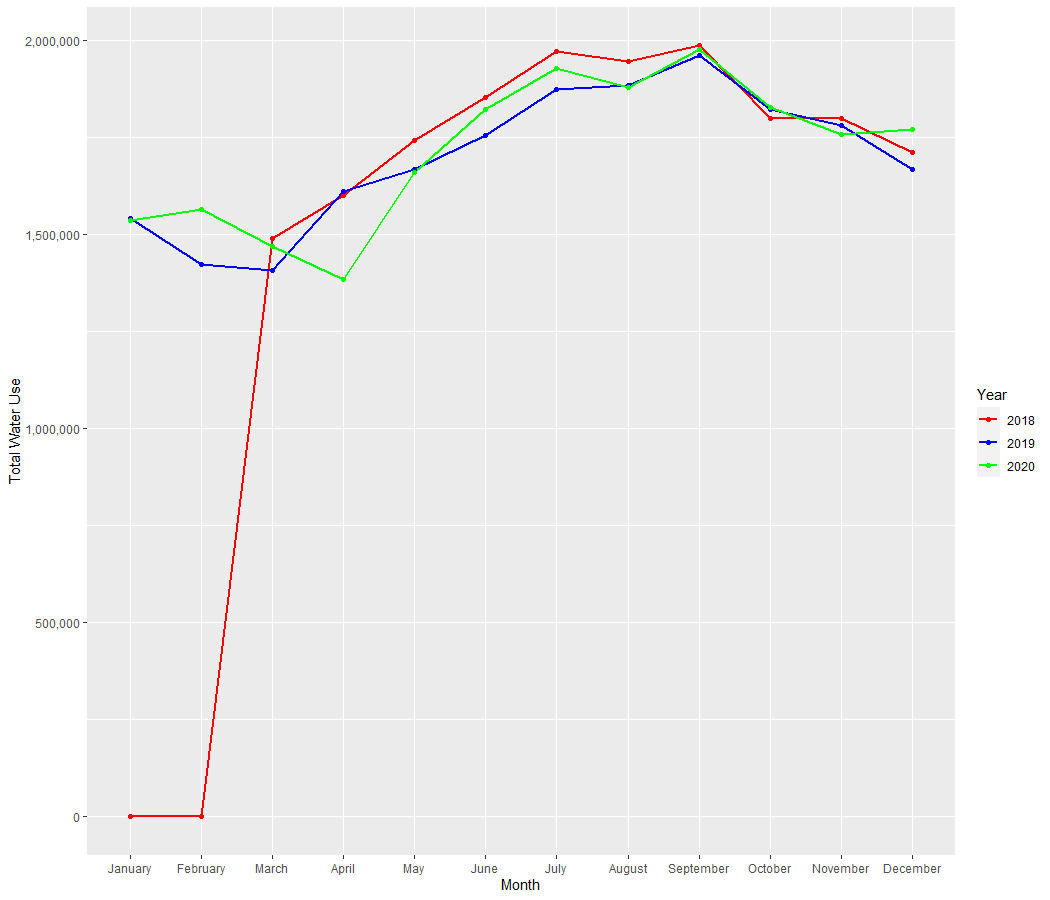 2,000,000
1,500,000
1,000,000
500,000
0
Total Water Use
January February March April May June July August September October November December
Month
Year
2018
2019
2020